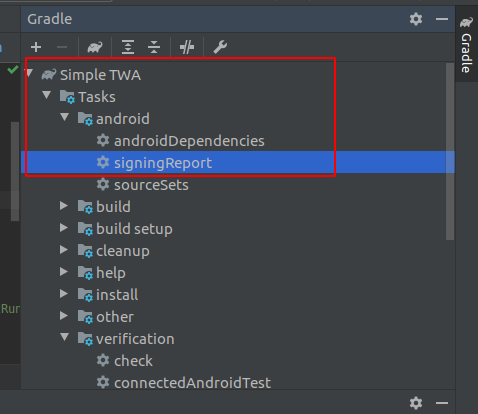 Gradle
Gradle
Simple TWA
Tasks
android
androidDependencies
signingReport
sourceSets
build
build setup
cleanup
help
install
Run
other
verification
check
connectedAndroidTest